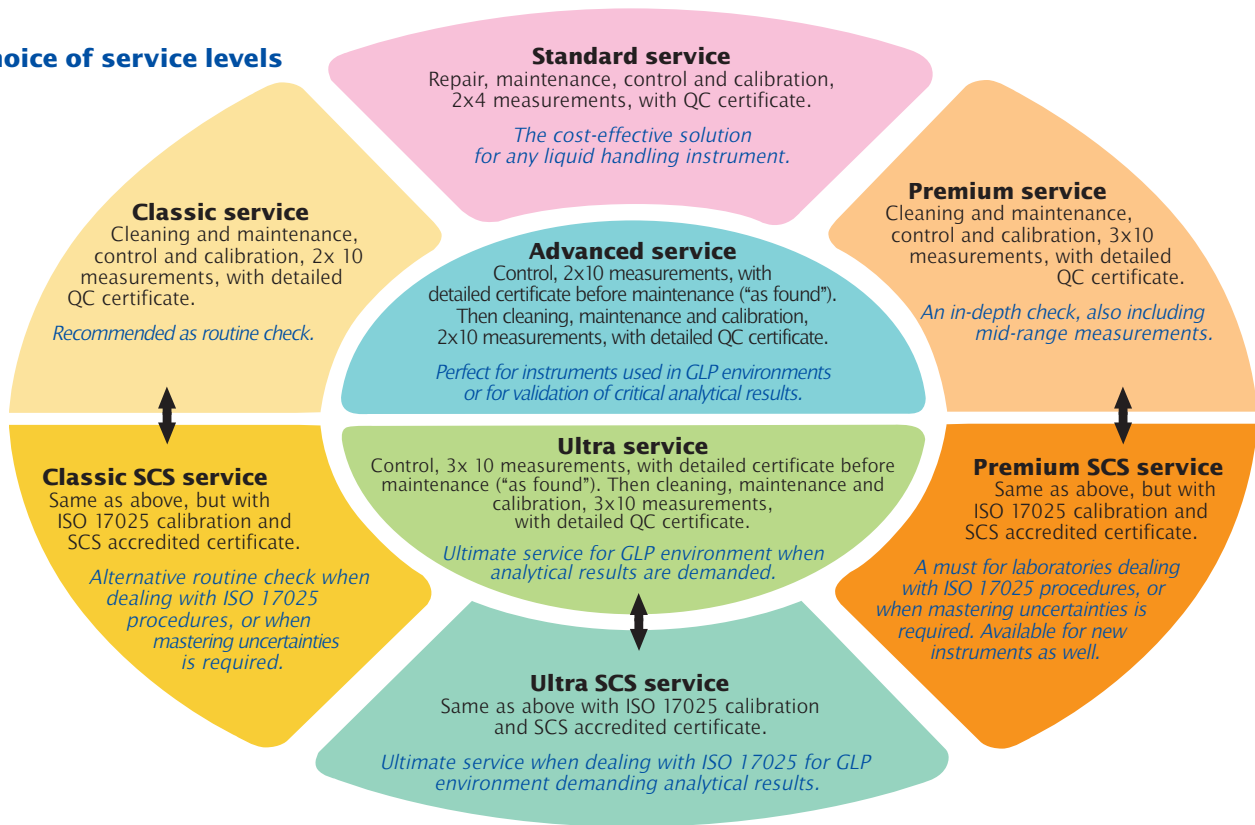 hoice of service levels
Standard service
Repair, maintenance, control and calibration,
2x4 measurements, with QC certificate.
The cost-effective solution
for any liquid handling instrument.
Classic service
Cleaning and maintenance,
control and calibration, 2x 10
measurements, with detailed
QC certificate.
Recommended as routine check.
Advanced service
Control, 2x10 measurements, with
detailed certificate before maintenance (“as found”).
Then cleaning, maintenance and calibration,
2x10 measurements, with detailed QC certificate.
Perfect for instruments used in GLP environments
or for validation of critical analytical results.
Premium service
Cleaning and maintenance,
control and calibration, 3x10
measurements, with detailed
QC certificate.
An in-depth check, also including
mid-range measurements.
Classic SCS service
Same as above, but with
ISO 17025 calibration and
SCS accredited certificate.
Alternative routine check when
dealing with ISO 17025
procedures, or when
mastering uncertainties
is required.
Ultra service
Control, 3x 10 measurements, with detailed certificate before
maintenance (“as found”). Then cleaning, maintenance and
calibration, 3x10 measurements,
with detailed QC certificate.
Ultimate service for GLP environment when
analytical results are demanded.
Premium SCS service
Same as above, but with
ISO 17025 calibration and
SCS accredited certificate.
A must for laboratories dealing
with ISO 17025 procedures, or
when mastering uncertainties is
required. Available for new
instruments as well.
Ultra SCS service
Same as above with ISO 17025 calibration
and SCS accredited certificate.
Ultimate service when dealing with ISO 17025 for GLP
environment demanding analytical results.